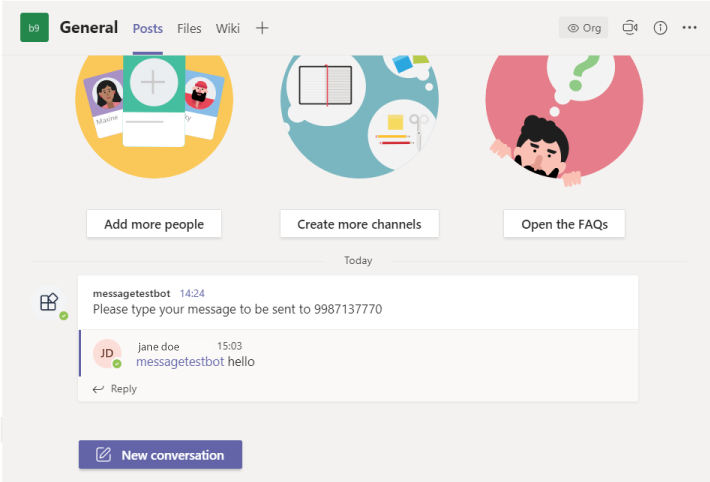 b9 General Posts Files Wiki Org
Maxine ky
Add more people Create more channels Open the FAQs
Today
messagetestbot 14:24
Please type your message to be sent to 9987137770
JD jane doe 15:03
messagetestbot hello
Reply
New conversation